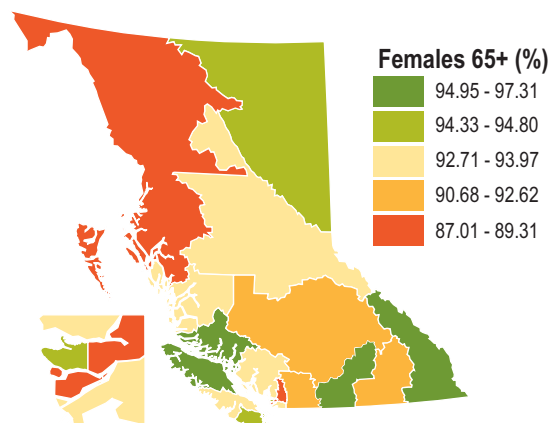 Females 65+ (%)
94.95 - 97.31
94.33 - 94.80
92.71 - 93.97
90.68 - 92.62
87.01 - 89.31